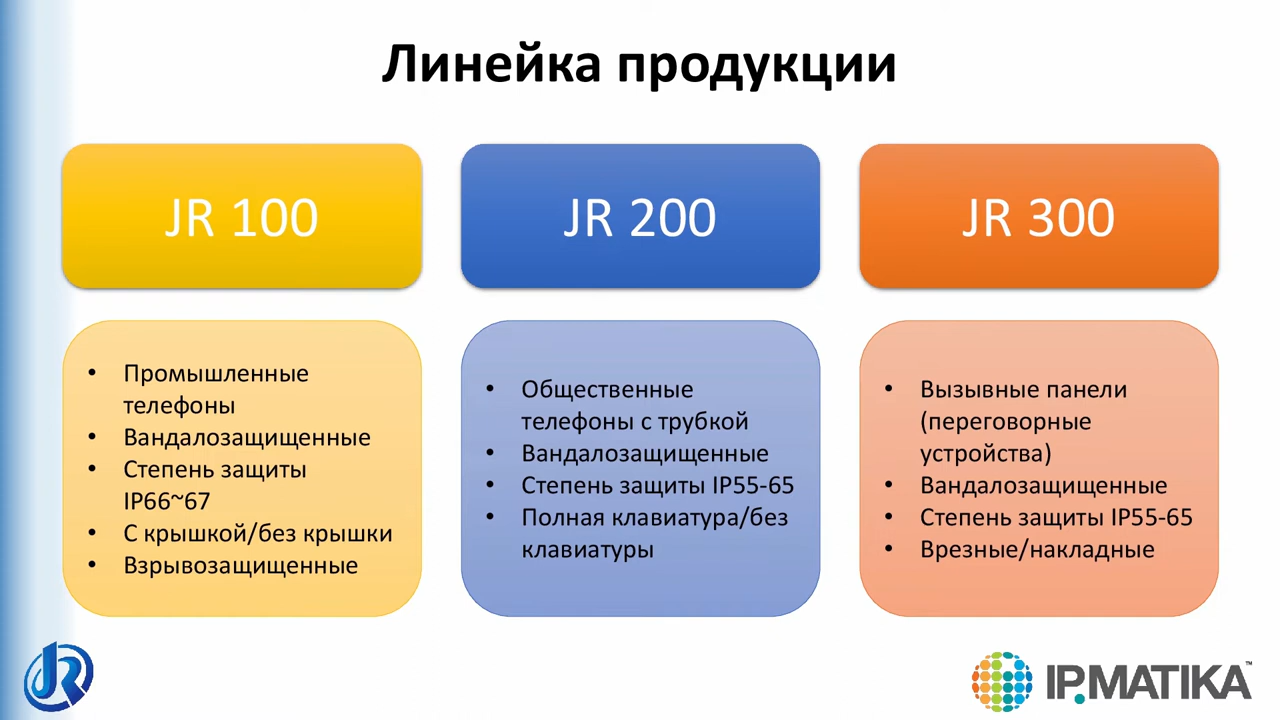 Линейка продукции
JR 100
JR 200
JR 300
• Промышленные
телефоны
• Вандалозащищенные
• Степень защиты
IP66~67
• С крышкой/без крышки
• Взрывозащищенные
• Общественные
телефоны с трубкой
• Вандалозащищенные
• Степень защиты IP55-65
• Полная клавиатура/без
клавиатуры
• Вызывные панели
(переговорные
устройства)
• Вандалозащищенные
• Степень защиты IP55-65
• Врезные/накладные
JR
IPMATIKA™